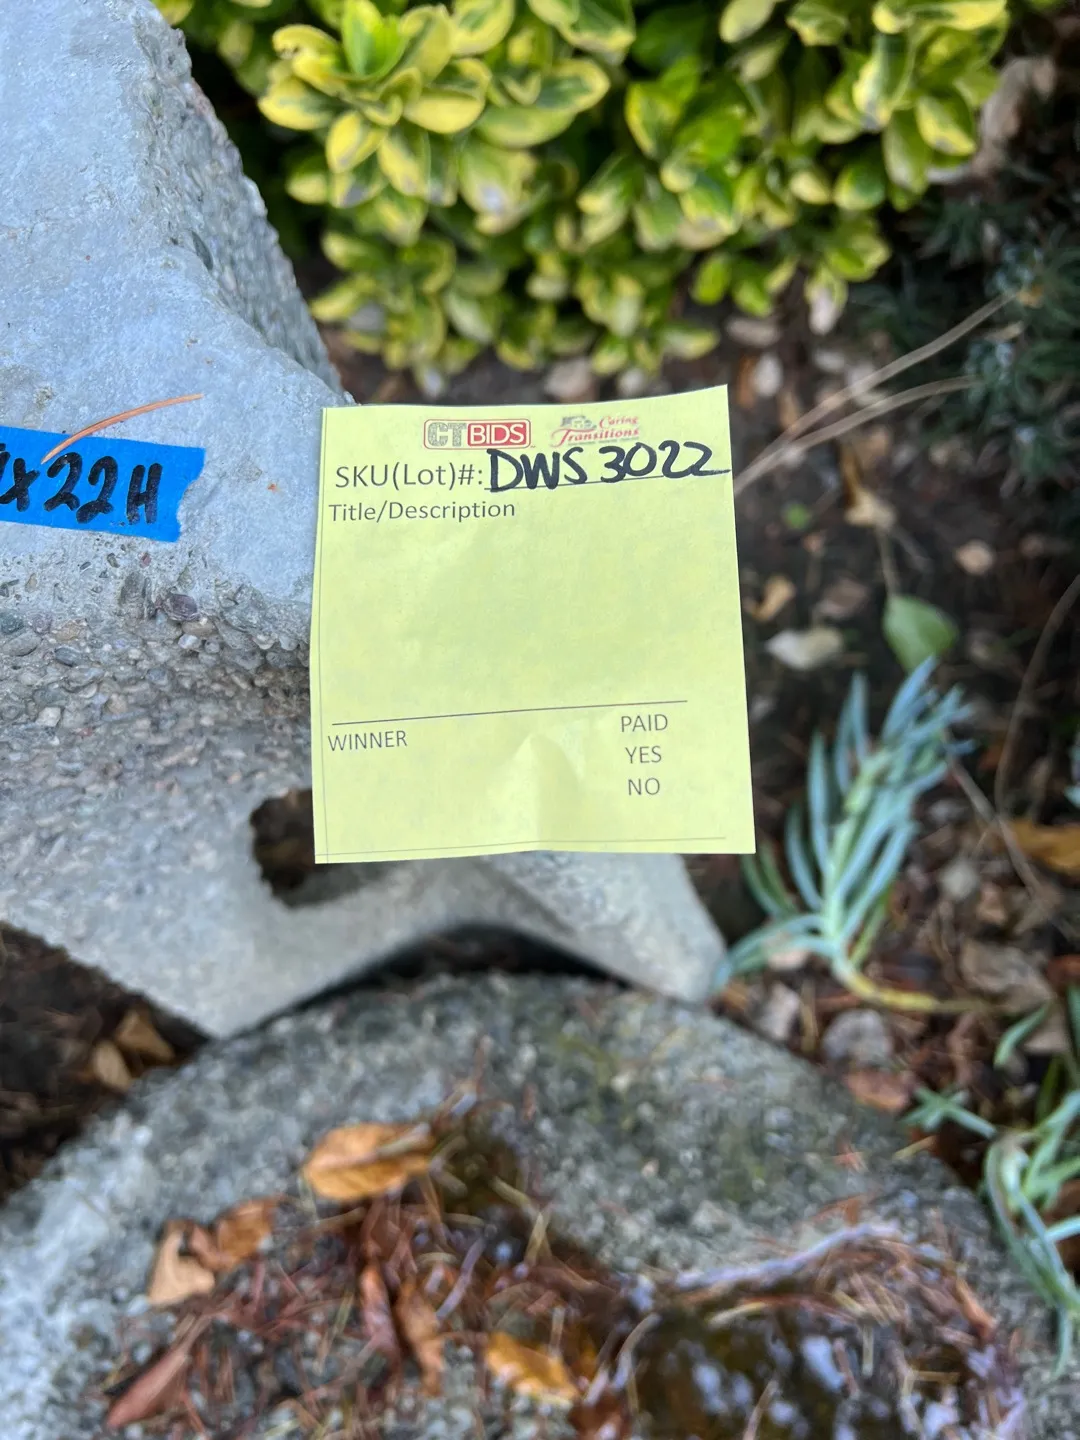 CTBIDS
Caring
Transitions
SKU(Lot)#: DWS 3022
x22H
Title/Description
WINNER
PAID
YES
NO